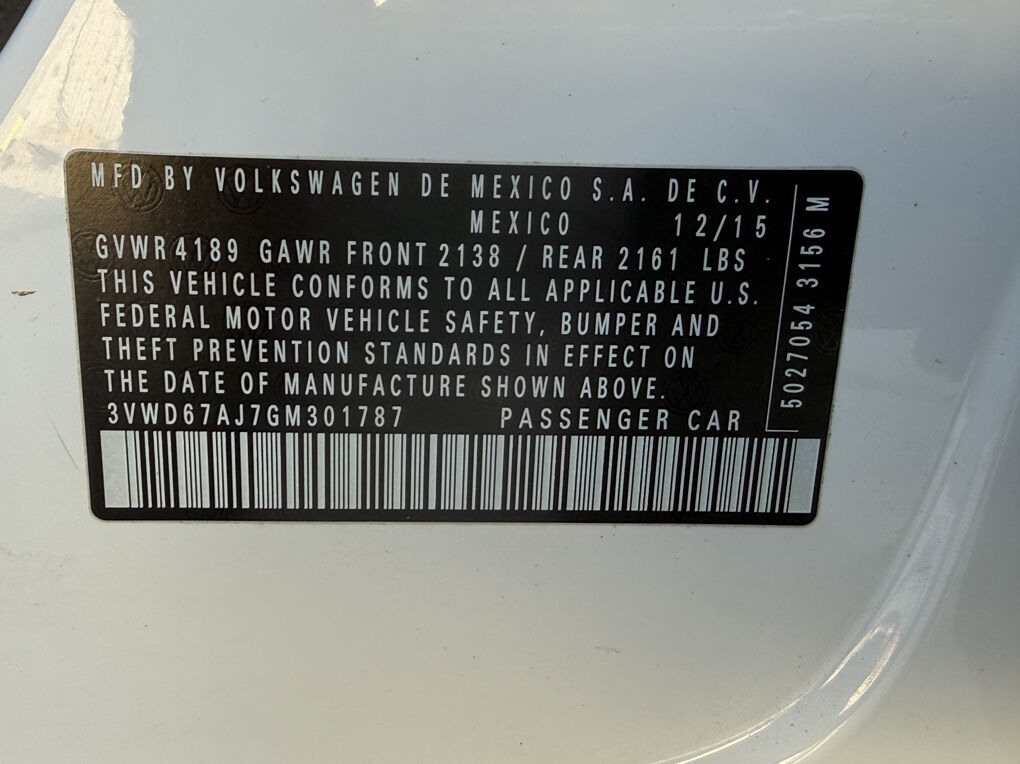 MFD BY VOLKSWAGEN DE MEXICO S.A. DE C.V.
MEXICO 12/15
GVWR 4189 GAWR FRONT 2138 / REAR 2161 LBS
THIS VEHICLE CONFORMS TO ALL APPLICABLE U.S.
FEDERAL MOTOR VEHICLE SAFETY, BUMPER AND
THEFT PREVENTION STANDARDS IN EFFECT ON
THE DATE OF MANUFACTURE SHOWN ABOVE.
3VWD67AJ7GM301787 PASSENGER CAR
5027054 3156 M